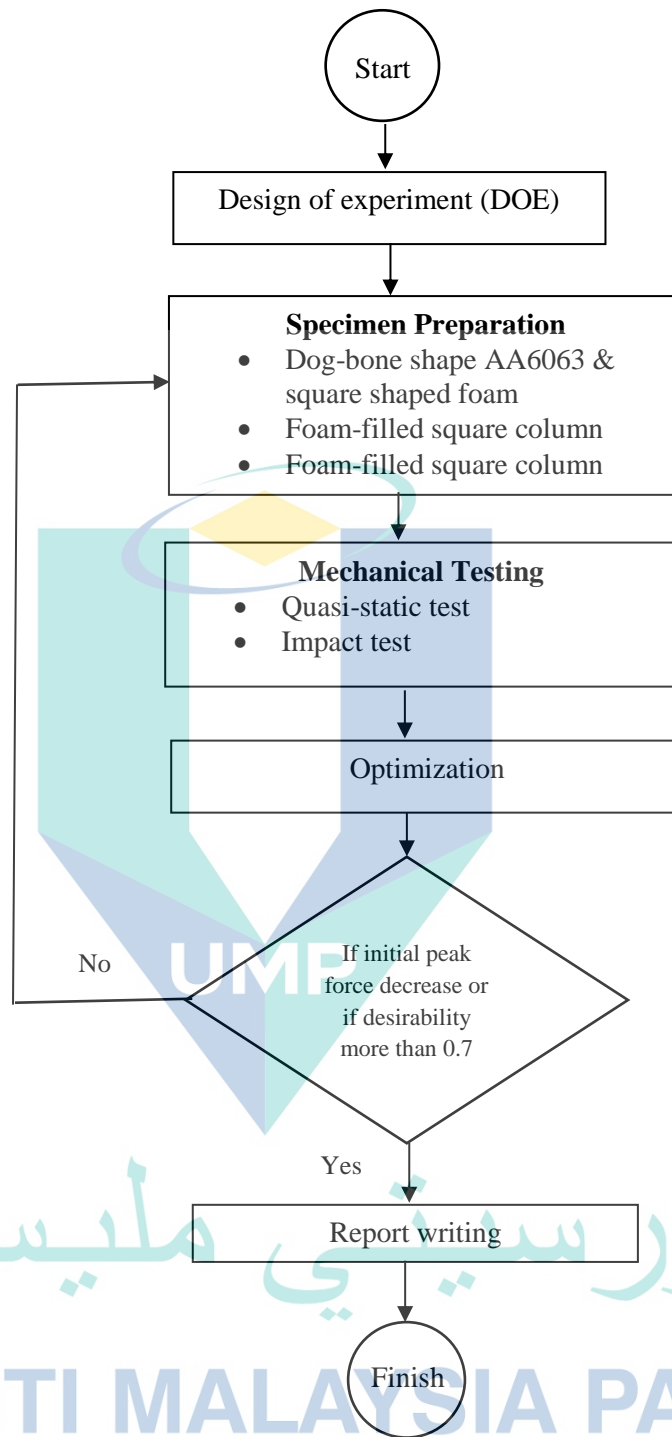 Start
Design of experiment (DOE)
Specimen Preparation
• Dog-bone shape AA6063 &
square shaped foam
• Foam-filled square column
• Foam-filled square column
Mechanical Testing
• Quasi-static test
• Impact test
Optimization
If initial peak
force decrease or
if desirability
more than 0.7
No
UMP
Yes
Report writing
رسيتي مليس
Finish
TI MALAYSIA PA